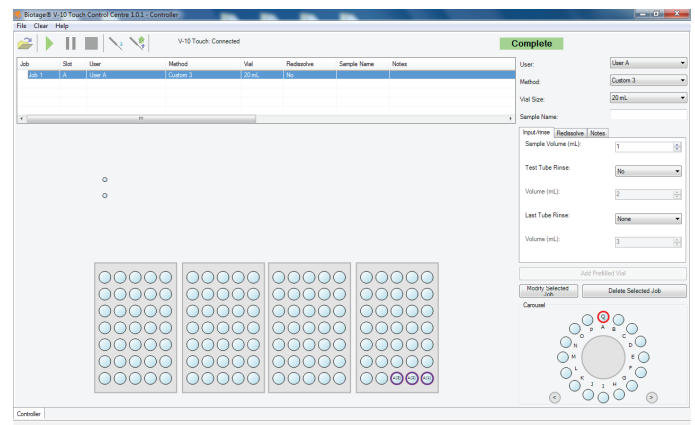 Biotage® V-10 Touch Control Centre 1.0.1 - Controller
File Clear Help
V-10 Touch: Connected
Complete
Job Slot User Method Vial Redissolve Sample Name Notes
Job 1 A User A Custom 3 20 mL No
User: User A
Method: Custom 3
Vial Size: 20 mL
Sample Name:
Input/rinse Redissolve Notes
Sample Volume (mL): 1
Test Tube Rinse: No
Volume (mL): 2
Last Tube Rinse: None
Volume (mL): 3
Add Prefilled Vial
Modify Selected Job
Delete Selected Job
Carousel
Q
A B C D E F G H I J K L M N O P
< >
A(3) A(2) A(1)
Controller